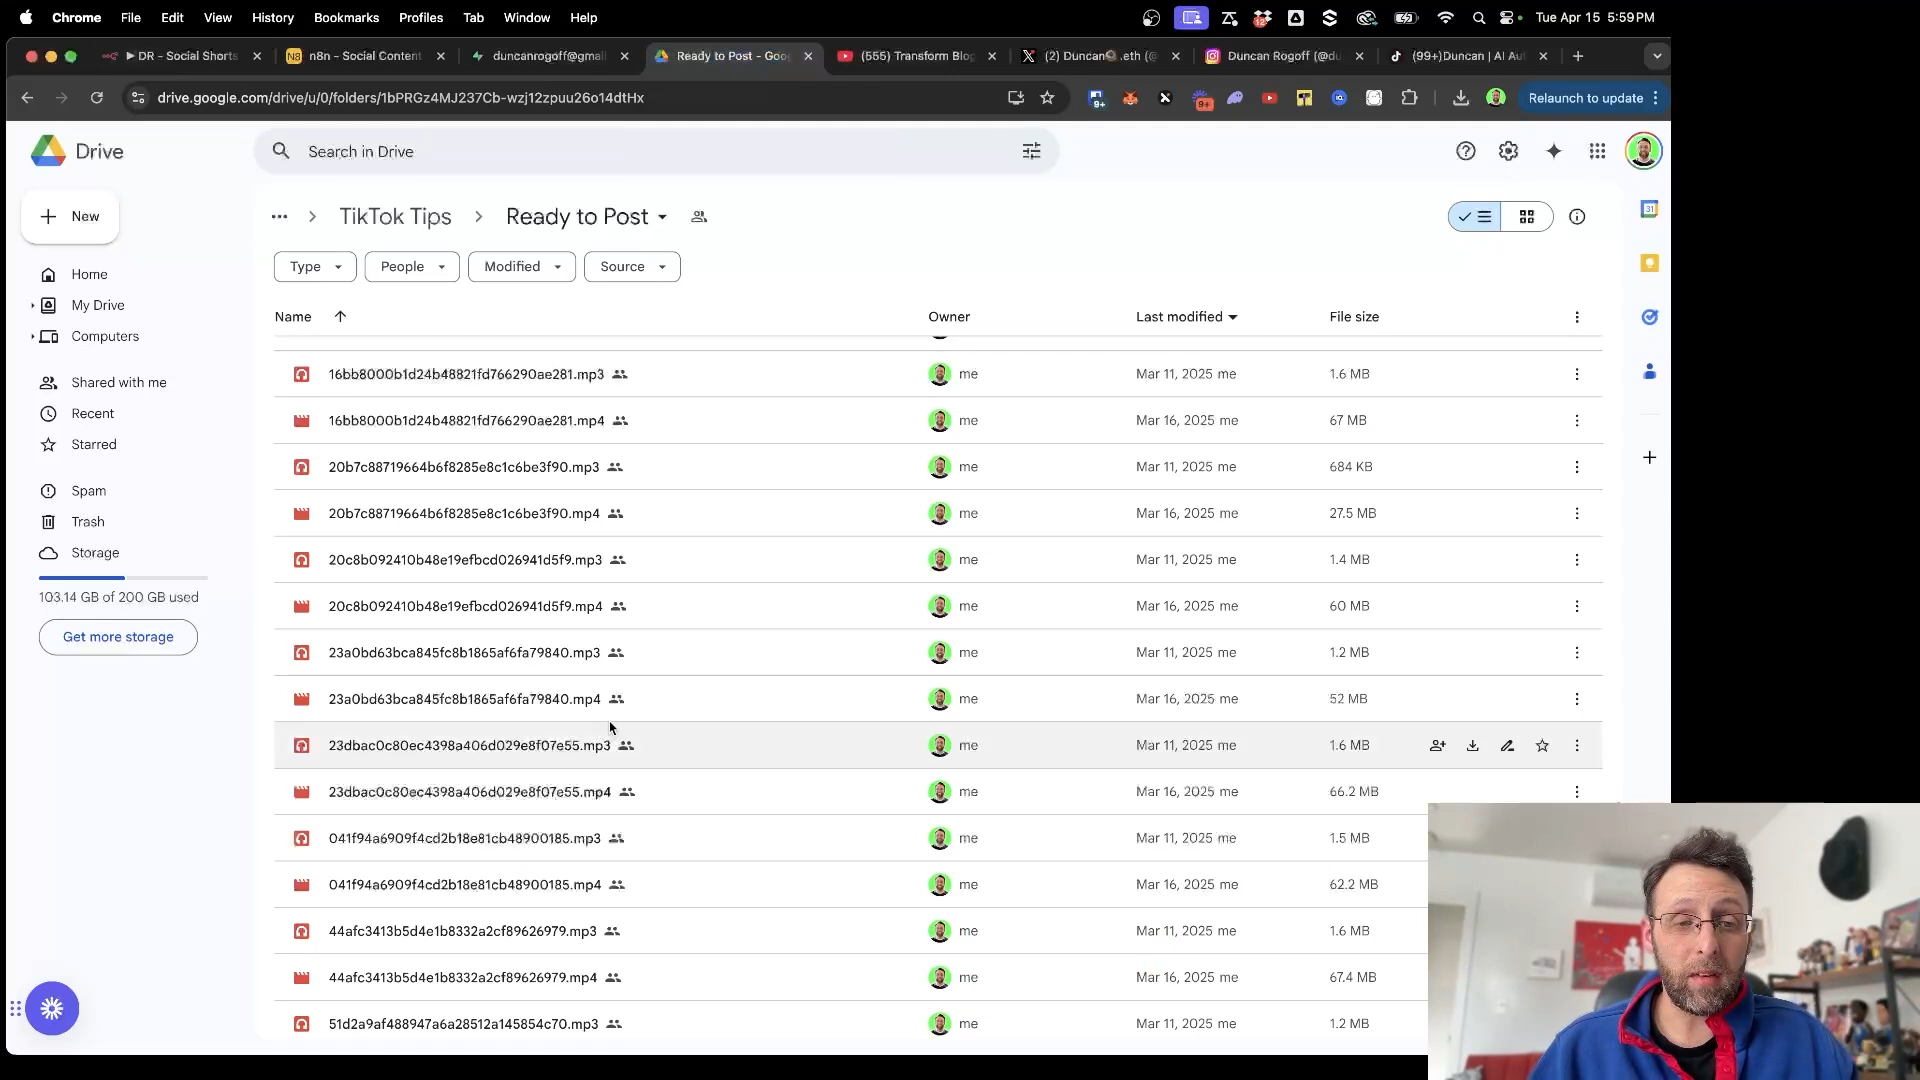 Chrome File Edit View History Bookmarks Profiles Tab Window Help Tue Apr 15 5:59 PM
DR - Social Shorts n8n - Social Content duncanrogoff@gmail Ready to Post - Goog (555) Transform Blog (2) Duncan .eth (@ Duncan Rogoff (@du (99+) Duncan | AI Aut
drive.google.com/drive/u/0/folders/1bPRGz4MJ237Cb-wzj12zpuu26o14dtHx 9+ 9+ Relaunch to update
Drive
Search in Drive
New
TikTok Tips Ready to Post
31
Type People Modified Source
Home
My Drive
Computers
Shared with me
Recent
Starred
Spam
Trash
Storage
103.14 GB of 200 GB used
Get more storage
Name Owner Last modified File size
16bb8000b1d24b48821fd766290ae281.mp3 me Mar 11, 2025 me 1.6 MB
16bb8000b1d24b48821fd766290ae281.mp4 me Mar 16, 2025 me 67 MB
20b7c88719664b6f8285e8c1c6be3f90.mp3 me Mar 11, 2025 me 684 KB
20b7c88719664b6f8285e8c1c6be3f90.mp4 me Mar 16, 2025 me 27.5 MB
20c8b092410b48e19efbcd026941d5f9.mp3 me Mar 11, 2025 me 1.4 MB
20c8b092410b48e19efbcd026941d5f9.mp4 me Mar 16, 2025 me 60 MB
23a0bd63bca845fc8b1865af6fa79840.mp3 me Mar 11, 2025 me 1.2 MB
23a0bd63bca845fc8b1865af6fa79840.mp4 me Mar 16, 2025 me 52 MB
23dbac0c80ec4398a406d029e8f07e55.mp3 me Mar 11, 2025 me 1.6 MB
23dbac0c80ec4398a406d029e8f07e55.mp4 me Mar 16, 2025 me 66.2 MB
041f94a6909f4cd2b18e81cb48900185.mp3 me Mar 11, 2025 me 1.5 MB
041f94a6909f4cd2b18e81cb48900185.mp4 me Mar 16, 2025 me 62.2 MB
44afc3413b5d4e1b8332a2cf89626979.mp3 me Mar 11, 2025 me 1.6 MB
44afc3413b5d4e1b8332a2cf89626979.mp4 me Mar 16, 2025 me 67.4 MB
51d2a9af488947a6a28512a145854c70.mp3 me Mar 11, 2025 me 1.2 MB